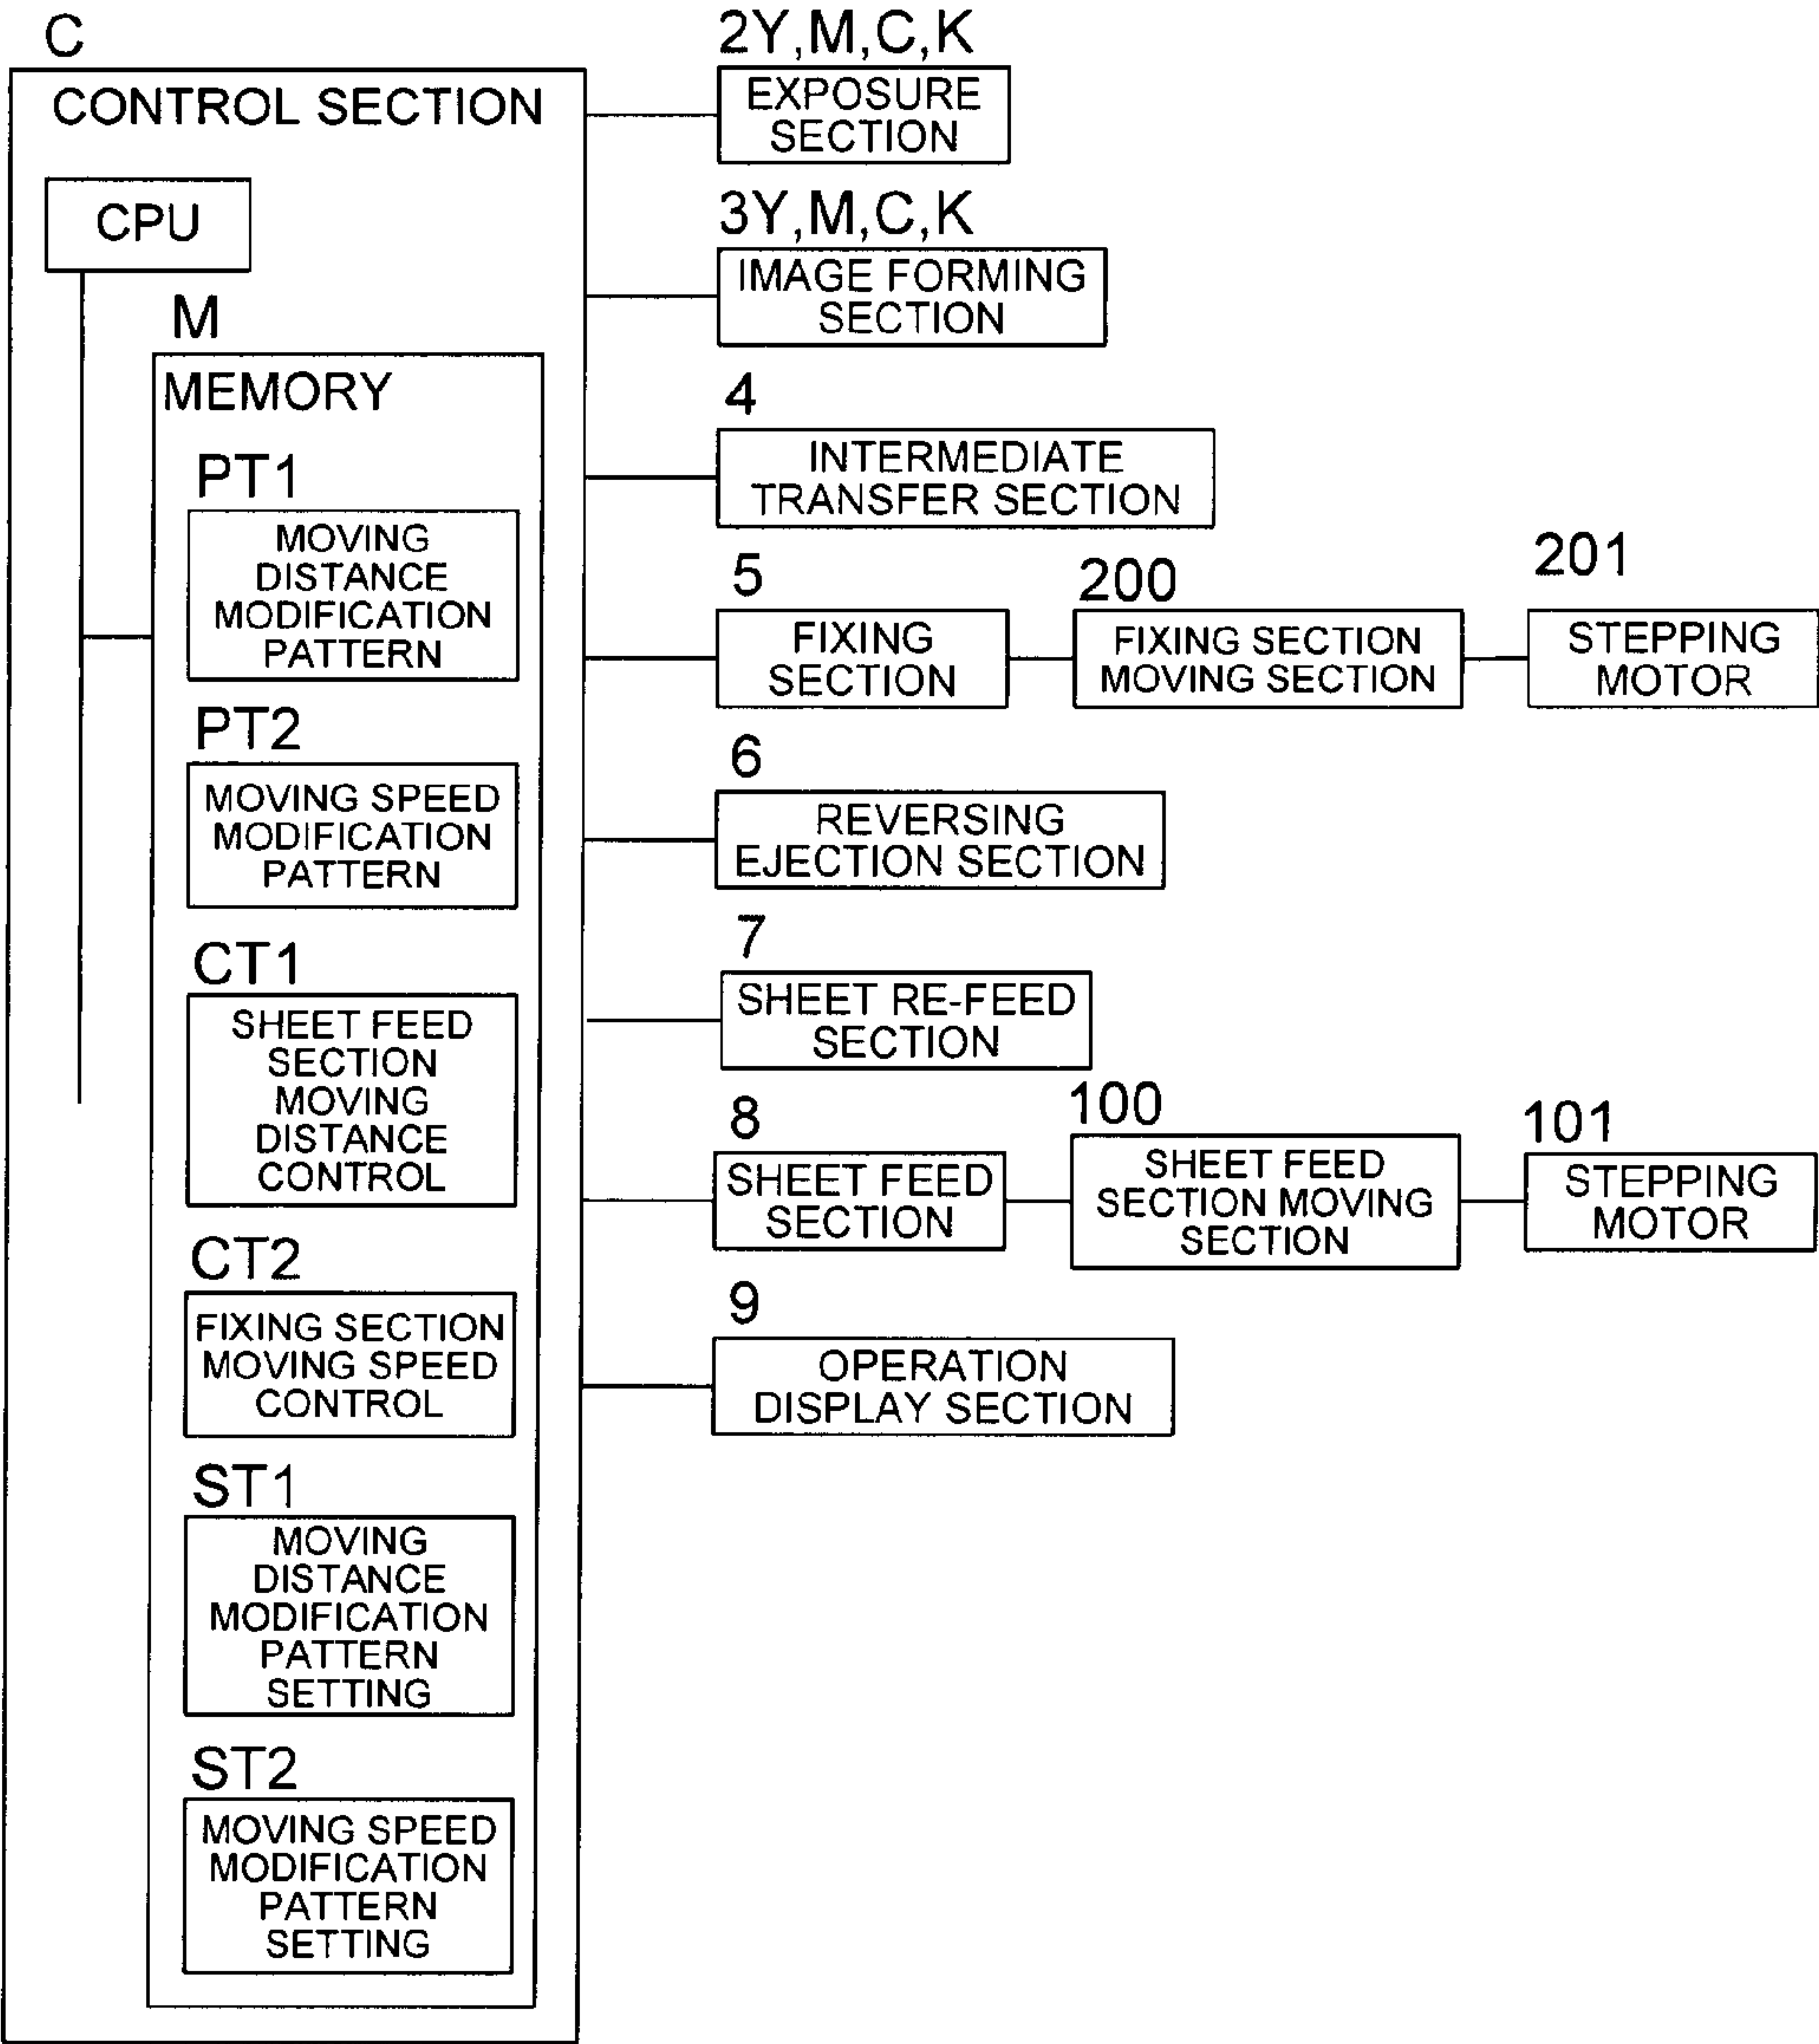 C
CONTROL SECTION
CPU
M
MEMORY
PT1
MOVING
DISTANCE
MODIFICATION
PATTERN
PT2
MOVING SPEED
MODIFICATION
PATTERN
CT1
SHEET FEED
SECTION
MOVING
DISTANCE
CONTROL
CT2
FIXING SECTION
MOVING SPEED
CONTROL
ST1
MOVING
DISTANCE
MODIFICATION
PATTERN
SETTING
ST2
MOVING SPEED
MODIFICATION
PATTERN
SETTING
2Y,M,C,K
EXPOSURE
SECTION
3Y,M,C,K
IMAGE FORMING
SECTION
4
INTERMEDIATE
TRANSFER SECTION
5
FIXING
SECTION
200
FIXING SECTION
MOVING SECTION
201
STEPPING
MOTOR
6
REVERSING
EJECTION SECTION
7
SHEET RE-FEED
SECTION
8
SHEET FEED
SECTION
100
SHEET FEED
SECTION MOVING
SECTION
101
STEPPING
MOTOR
9
OPERATION
DISPLAY SECTION